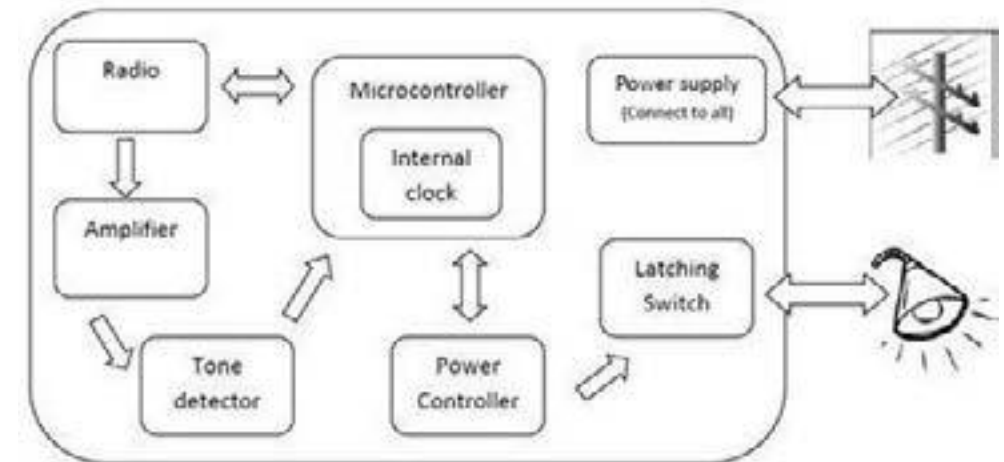 Radio
Microcontroller
Internal
clock
Power supply
(Connect to all)
Amplifier
Latching
Switch
Tone
detector
Power
Controller